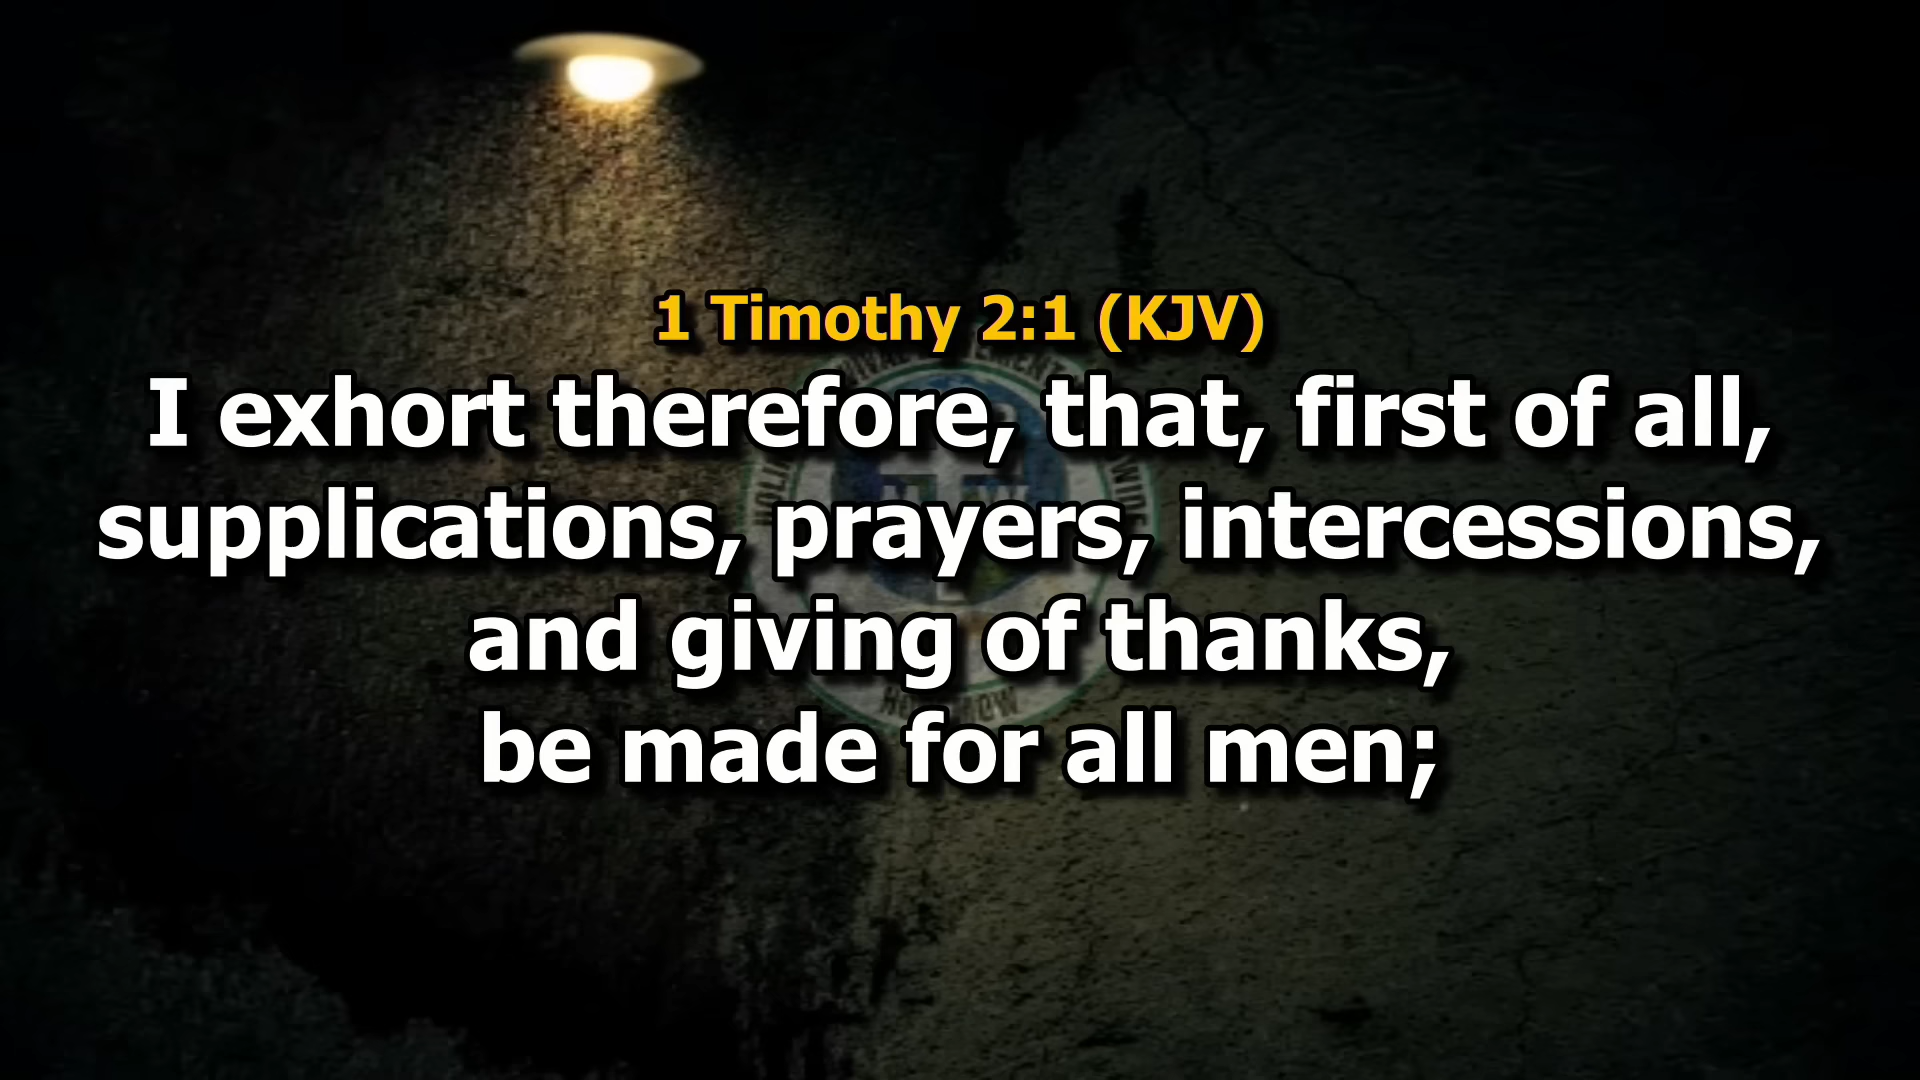 1 Timothy 2:1 (KJV)
I exhort therefore, that, first of all,
supplications, prayers, intercessions,
and giving of thanks,
be made for all men;
WIDE